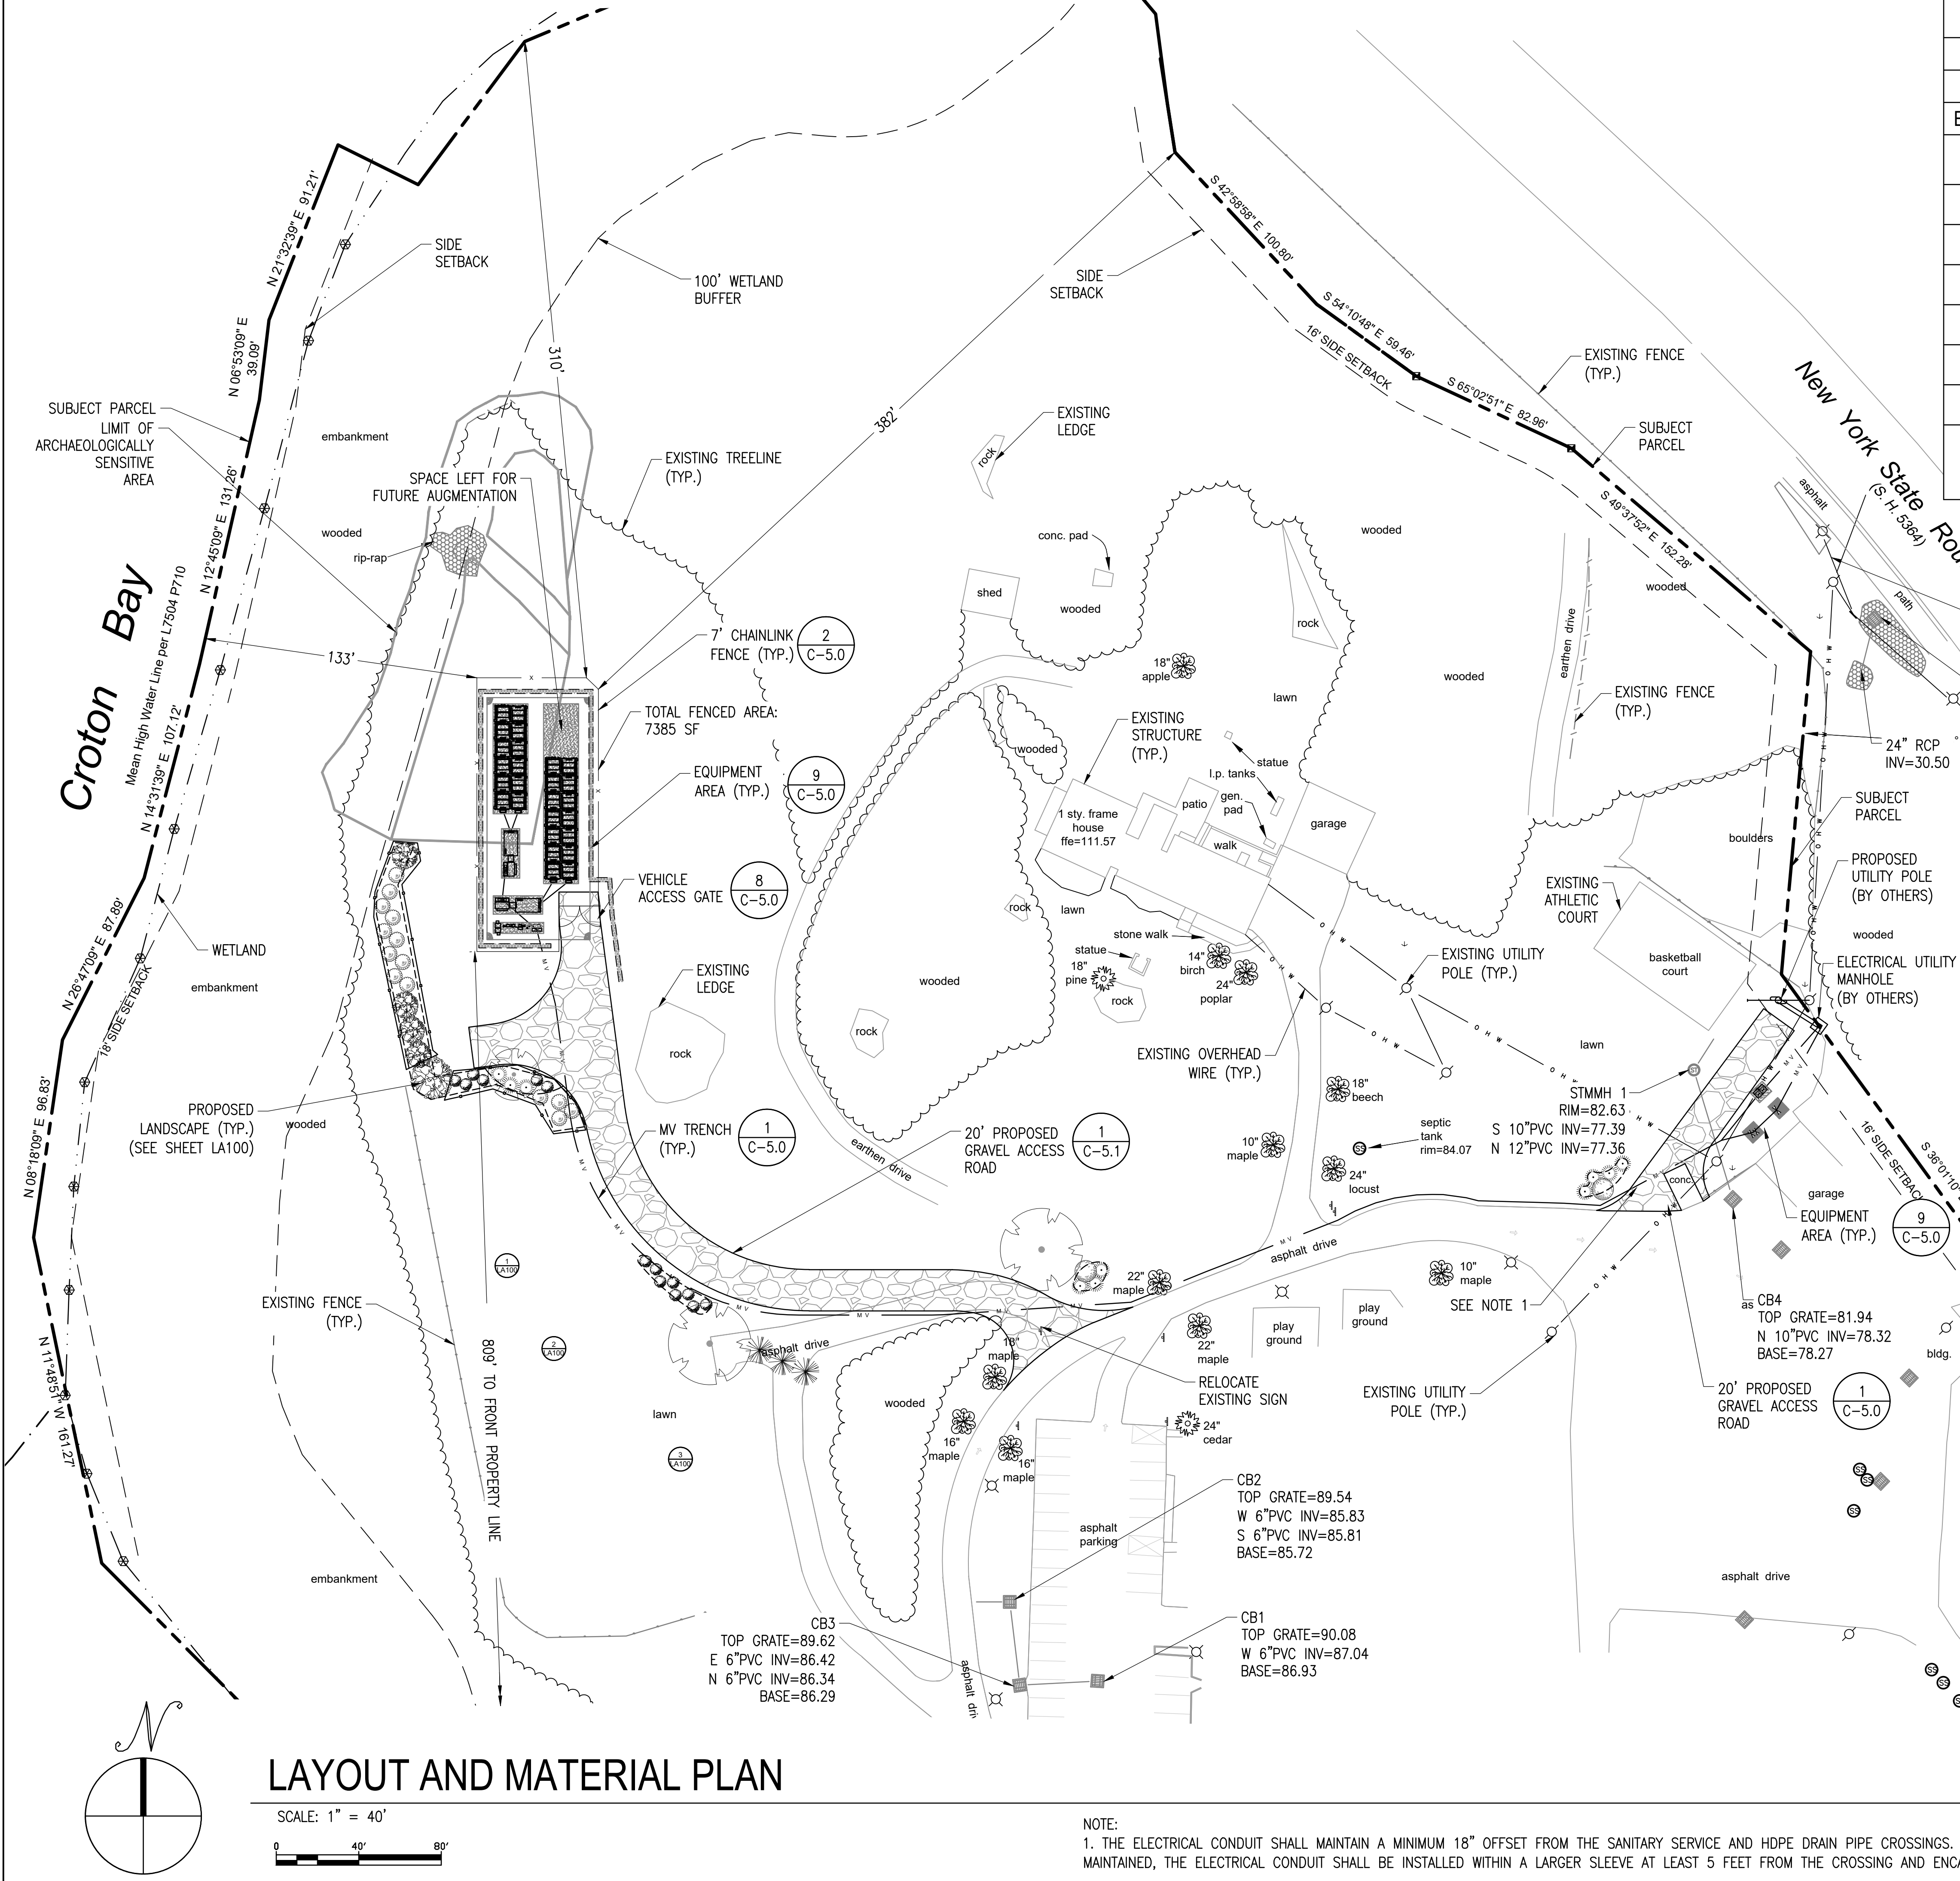 N 21°32'39" E  91.21'
N 06°53'09" E
39.09'
SIDE
SETBACK
100' WETLAND
BUFFER
310'
382'
SIDE
SETBACK
S 42°58'58" E  100.80'
S 54°10'48" E  59.46'
16' SIDE SETBACK
S 65°02'51" E  82.96'
EXISTING FENCE
(TYP.)
SUBJECT
PARCEL
S 49°37'52" E  152.28'
New York State
(S. H. 5364)
asphalt
path
SUBJECT PARCEL
LIMIT OF
ARCHAEOLOGICALLY
SENSITIVE
AREA
embankment
N 12°45'09" E  131.26'
SPACE LEFT FOR
FUTURE AUGMENTATION
EXISTING TREELINE
(TYP.)
wooded
rip-rap
EXISTING
LEDGE
rock
conc. pad
shed
wooded
wooded
rock
wooded
earthen drive
wooded
EXISTING FENCE
(TYP.)
24" RCP
INV=30.50
Croton Bay
Mean High Water Line per L7504 P710
133'
N 14°31'39" E  107.12'
7' CHAINLINK
FENCE (TYP.)
2
C-5.0
TOTAL FENCED AREA:
7385 SF
EQUIPMENT
AREA (TYP.)
9
C-5.0
VEHICLE
ACCESS GATE
8
C-5.0
18"
apple
lawn
EXISTING
STRUCTURE
(TYP.)
wooded
statue
l.p. tanks
gen.
pad
patio
1 sty. frame
house
ffe=111.57
walk
garage
boulders
SUBJECT
PARCEL
PROPOSED
UTILITY POLE
(BY OTHERS)
wooded
ELECTRICAL UTILITY
MANHOLE
(BY OTHERS)
EXISTING
ATHLETIC
COURT
basketball
court
rock
lawn
stone walk
statue
18"
pine
rock
14"
birch
24"
poplar
OHW
EXISTING UTILITY
POLE (TYP.)
EXISTING OVERHEAD
WIRE (TYP.)
OHW
OHW
OHW
lawn
N 26°47'09" E  87.89'
18' SIDE SETBACK
WETLAND
embankment
MV
EXISTING
LEDGE
rock
wooded
rock
N 08°18'09" E  96.83'
PROPOSED
LANDSCAPE (TYP.)
(SEE SHEET LA100)
wooded
MV TRENCH
(TYP.)
1
C-5.0
MV
20' PROPOSED
GRAVEL ACCESS
ROAD
1
C-5.1
earthen drive
18"
beech
10"
maple
24"
locust
SS
septic
tank
rim=84.07
STMMH 1
RIM=82.63
S 10"PVC INV=77.39
N 12"PVC INV=77.36
ST
conc.
16' SIDE SETBACK
S 36°01'10"
garage
EQUIPMENT
AREA (TYP.)
9
C-5.0
1
LA100
EXISTING FENCE
(TYP.)
2
LA100
809' TO FRONT PROPERTY LINE
N 11°48'51" W  161.27'
MV
MV
MV
MV
asphalt drive
asphalt drive
22"
maple
18"
maple
22"
maple
10"
maple
play
ground
play
ground
SEE NOTE 1
OHW
as
CB4
TOP GRATE=81.94
N 10"PVC INV=78.32
BASE=78.27
bldg.
RELOCATE
EXISTING SIGN
EXISTING UTILITY
POLE (TYP.)
20' PROPOSED
GRAVEL ACCESS
ROAD
1
C-5.0
lawn
3
LA100
wooded
16"
maple
16"
maple
24"
cedar
SS
SS
SS
CB2
TOP GRATE=89.54
W 6"PVC INV=85.83
S 6"PVC INV=85.81
BASE=85.72
asphalt
parking
embankment
asphalt drive
CB3
TOP GRATE=89.62
E 6"PVC INV=86.42
N 6"PVC INV=86.34
BASE=86.29
CB1
TOP GRATE=90.08
W 6"PVC INV=87.04
BASE=86.93
SS
SS
N
LAYOUT AND MATERIAL PLAN
SCALE: 1" = 40'
0 40' 80'
NOTE:
1. THE ELECTRICAL CONDUIT SHALL MAINTAIN A MINIMUM 18" OFFSET FROM THE SANITARY SERVICE AND HDPE DRAIN PIPE CROSSINGS.
MAINTAINED, THE ELECTRICAL CONDUIT SHALL BE INSTALLED WITHIN A LARGER SLEEVE AT LEAST 5 FEET FROM THE CROSSING AND